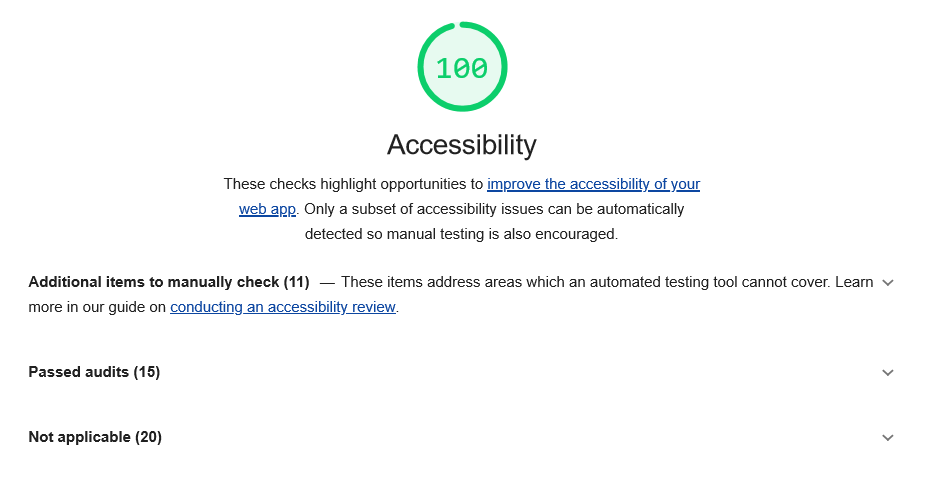 100
Accessibility
These checks highlight opportunities to improve the accessibility of your
web app. Only a subset of accessibility issues can be automatically
detected so manual testing is also encouraged.
Additional items to manually check (11) — These items address areas which an automated testing tool cannot cover. Learn
more in our guide on conducting an accessibility review.
Passed audits (15)
Not applicable (20)